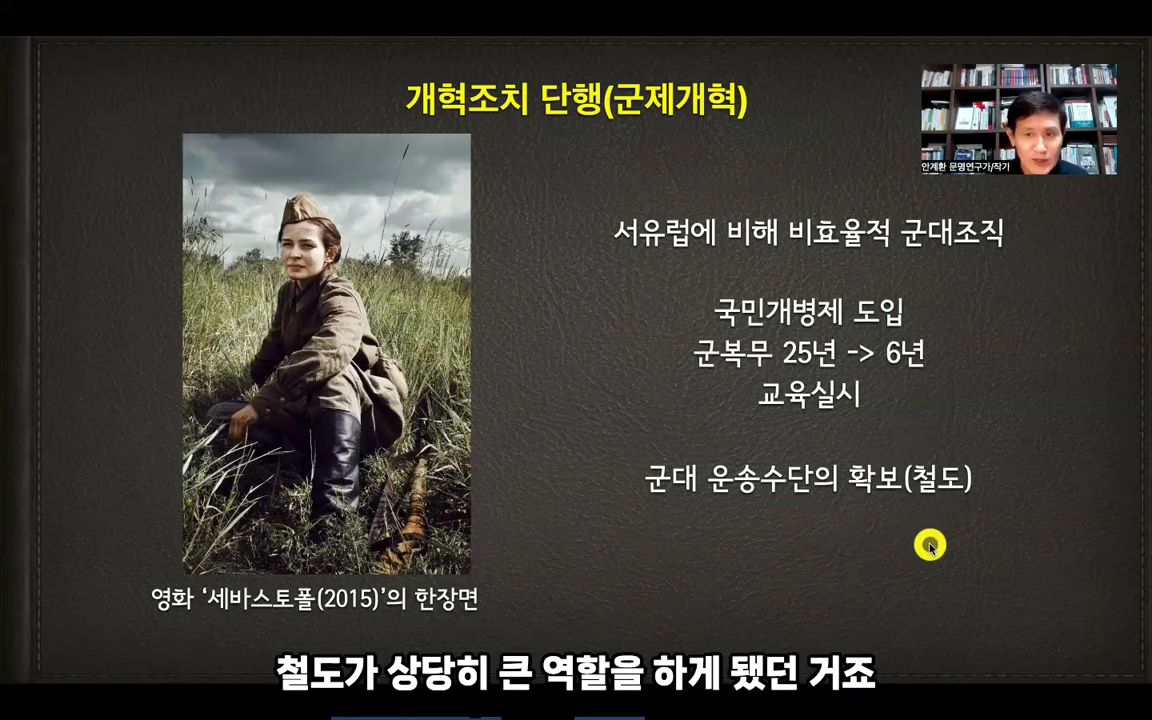 개혁조치 단행(군제개혁)
안계환 문명연구가/작가
서유럽에 비해 비효율적 군대조직
국민개병제 도입
군복무 25년 -> 6년
교육실시
군대 운송수단의 확보(철도)
영화 ‘세바스토폴(2015)’의 한장면
철도가 상당히 큰 역할을 하게 됐던 거죠